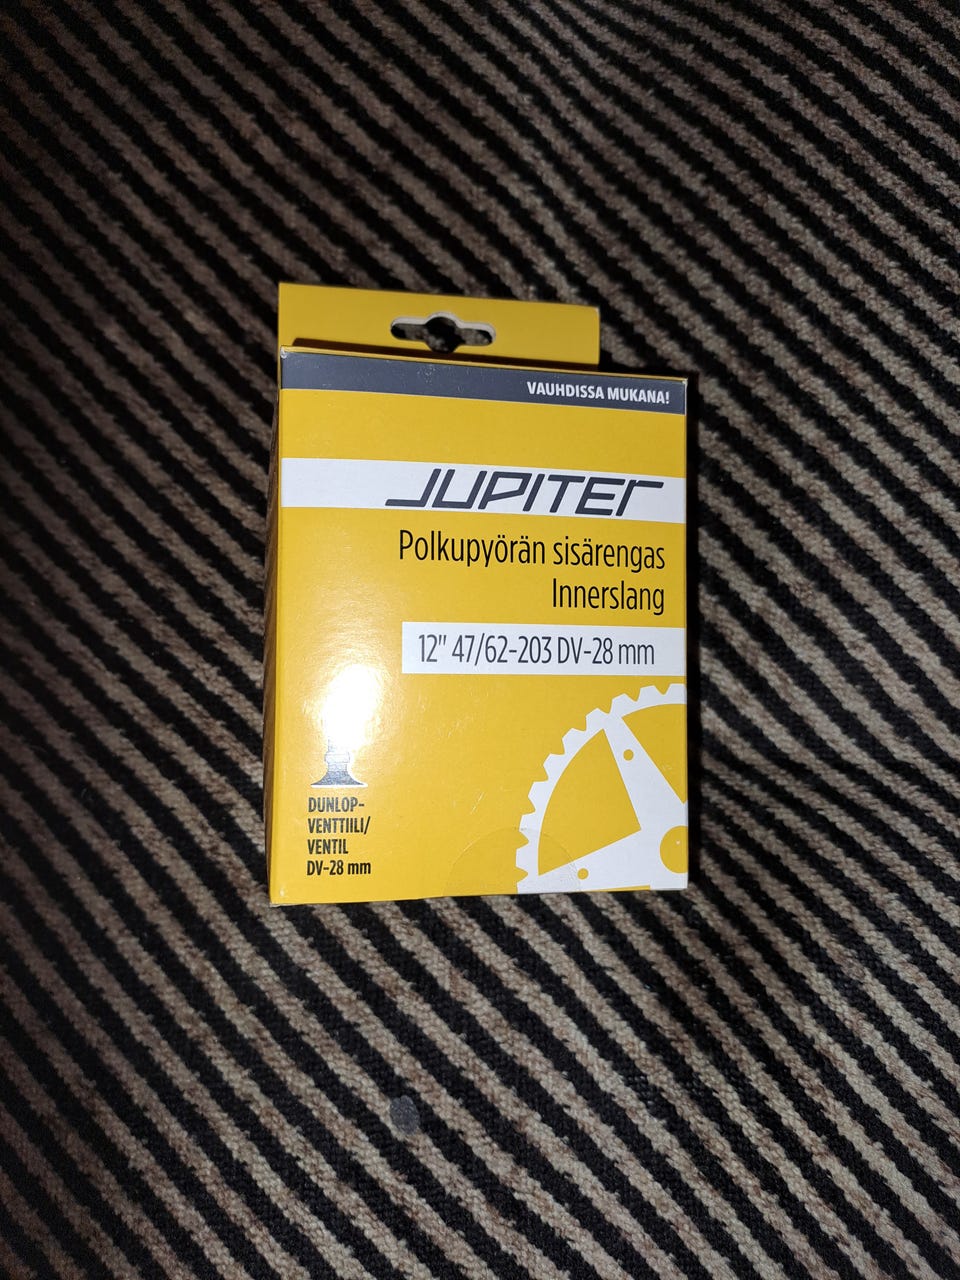 VAUHDISSA MUKANA!
JUPITER
Polkupyörän sisärengas
Innerslang
12" 47/62-203 DV-28 mm
DUNLOP-
VENTTIILI/
VENTIL
DV-28 mm